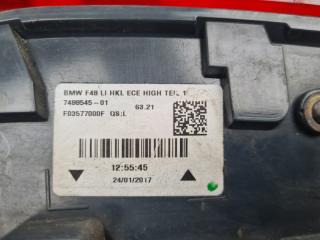 BMW F48 LI HKL ECE HIGH TEIL 1
7488545-01 63.21
F03577000F QS:L
12:55:45
24/01/2017